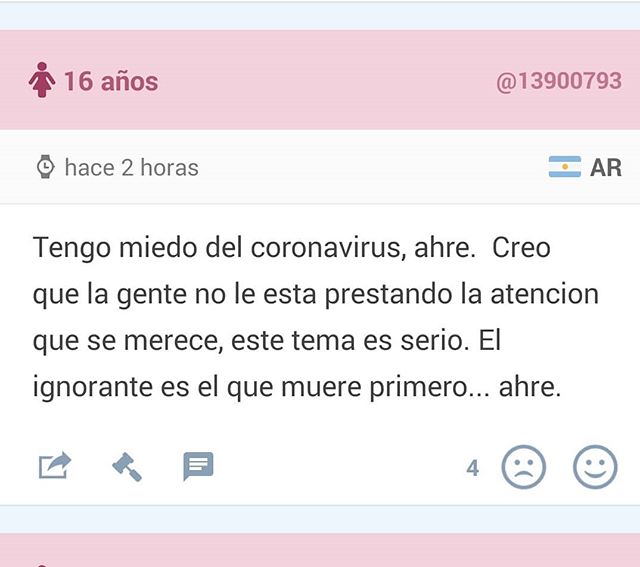 16 años
@13900793
hace 2 horas
AR
Tengo miedo del coronavirus, ahre.  Creo
que la gente no le esta prestando la atencion
que se merece, este tema es serio. El
ignorante es el que muere primero... ahre.
4